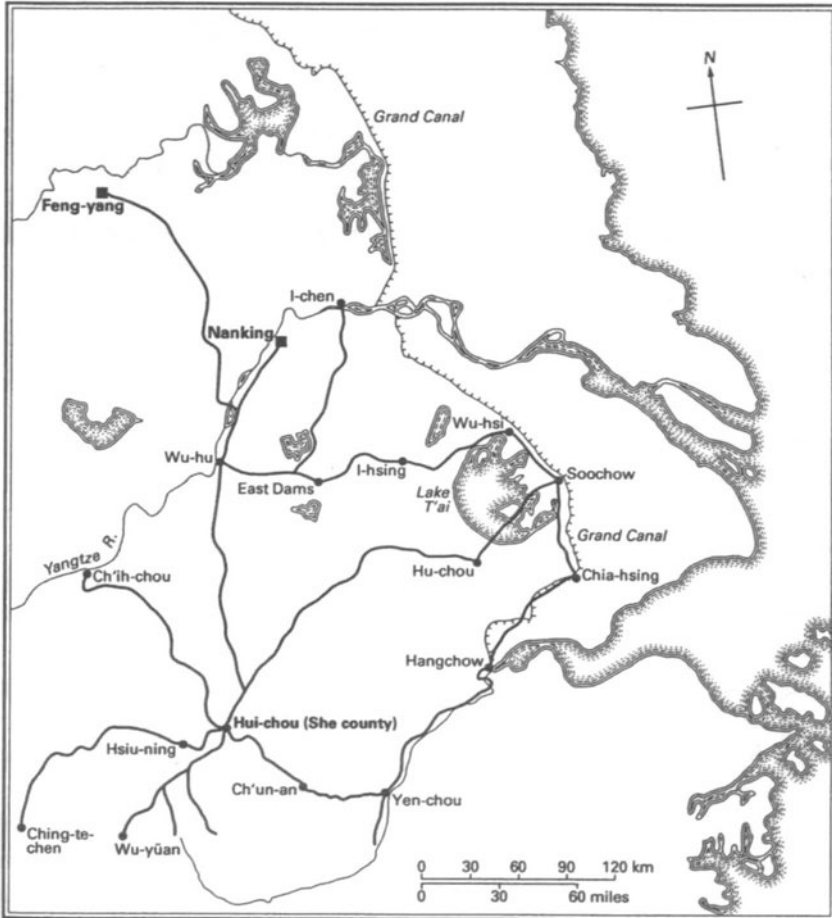 N
Grand Canal
Feng-yang
I-chen
Nanking
Wu-hsi
Wu-hu
I-hsing
East Dams
Soochow
Lake
T'ai
Grand Canal
Yangtze R.
Ch'ih-chou
Hu-chou
Chia-hsing
Hangchow
Hui-chou (She county)
Hsiu-ning
Ch'un-an
Yen-chou
Ching-te-
chen
Wu-yüan
0 30 60 90 120 km
0 30 60 miles